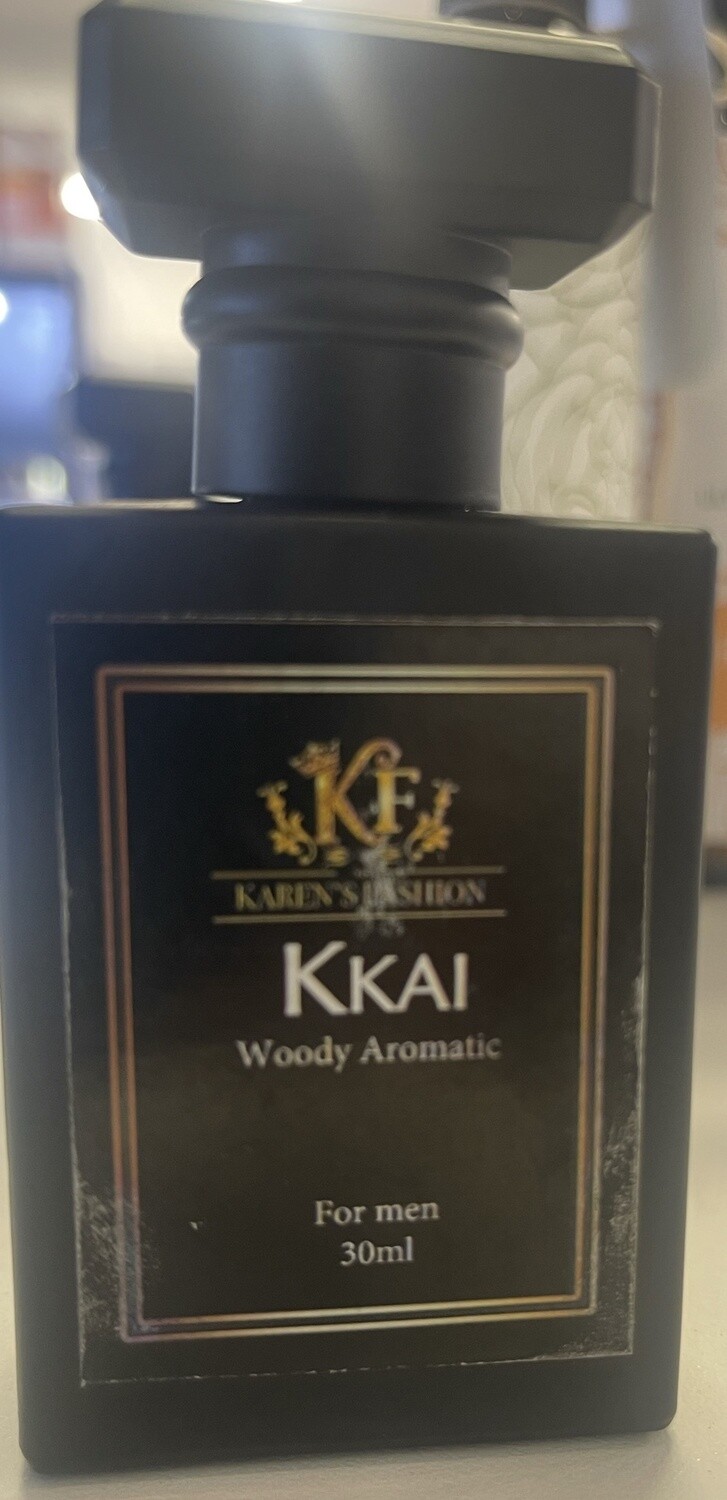 KF
KAREN'S FASHION
KKAI
Woody Aromatic
For men
30ml